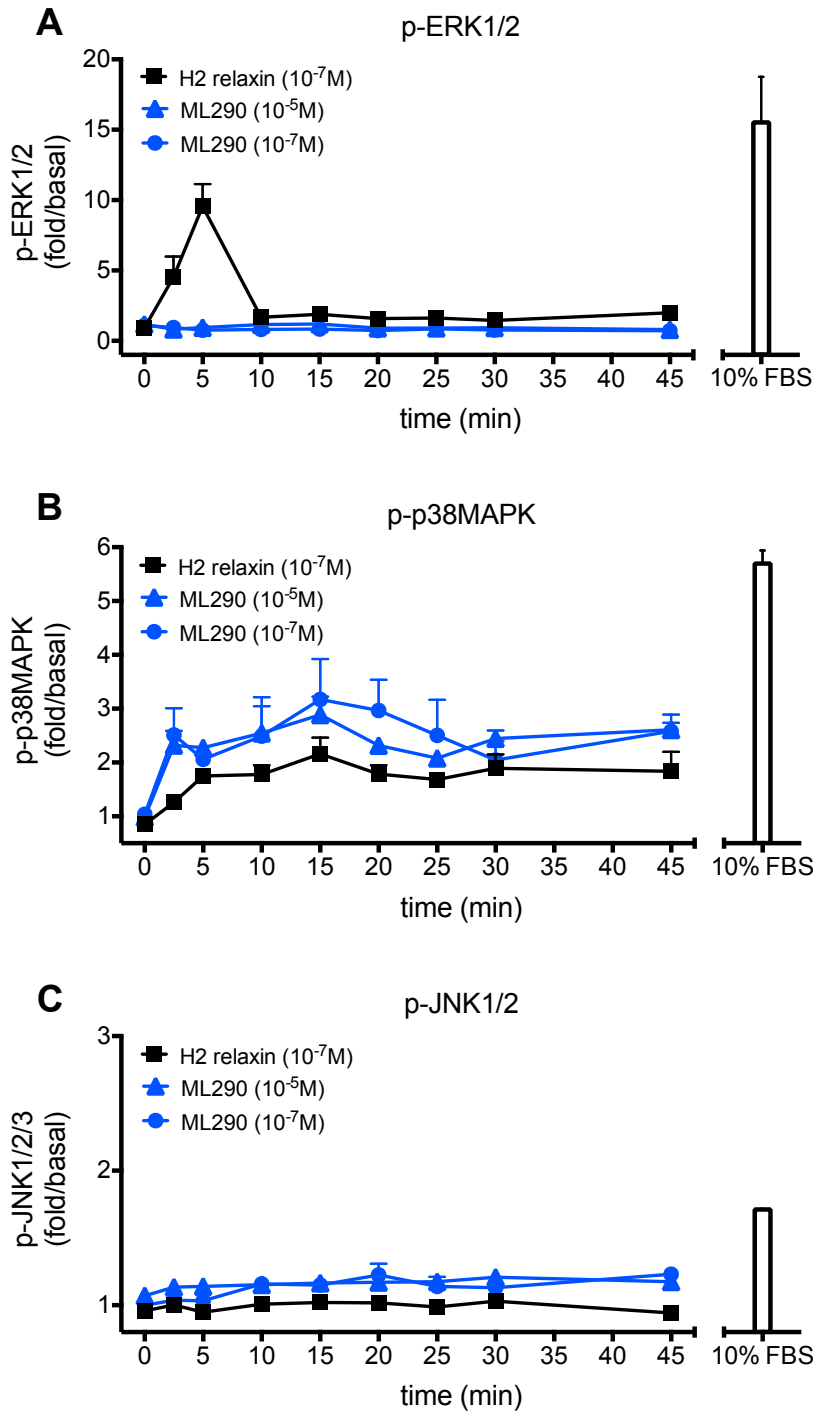 A
p-ERK1/2
p-ERK1/2
(fold/basal)
20
15
10
5
0
H2 relaxin (10⁻⁷M)
ML290 (10⁻⁵M)
ML290 (10⁻⁷M)
0 5 10 15 20 25 30 35 40 45 10% FBS
time (min)
B
p-p38MAPK
p-p38MAPK
(fold/basal)
6
5
4
3
2
1
H2 relaxin (10⁻⁷M)
ML290 (10⁻⁵M)
ML290 (10⁻⁷M)
0 5 10 15 20 25 30 35 40 45 10% FBS
time (min)
C
p-JNK1/2
p-JNK1/2/3
(fold/basal)
3
2
1
H2 relaxin (10⁻⁷M)
ML290 (10⁻⁵M)
ML290 (10⁻⁷M)
0 5 10 15 20 25 30 35 40 45 10% FBS
time (min)